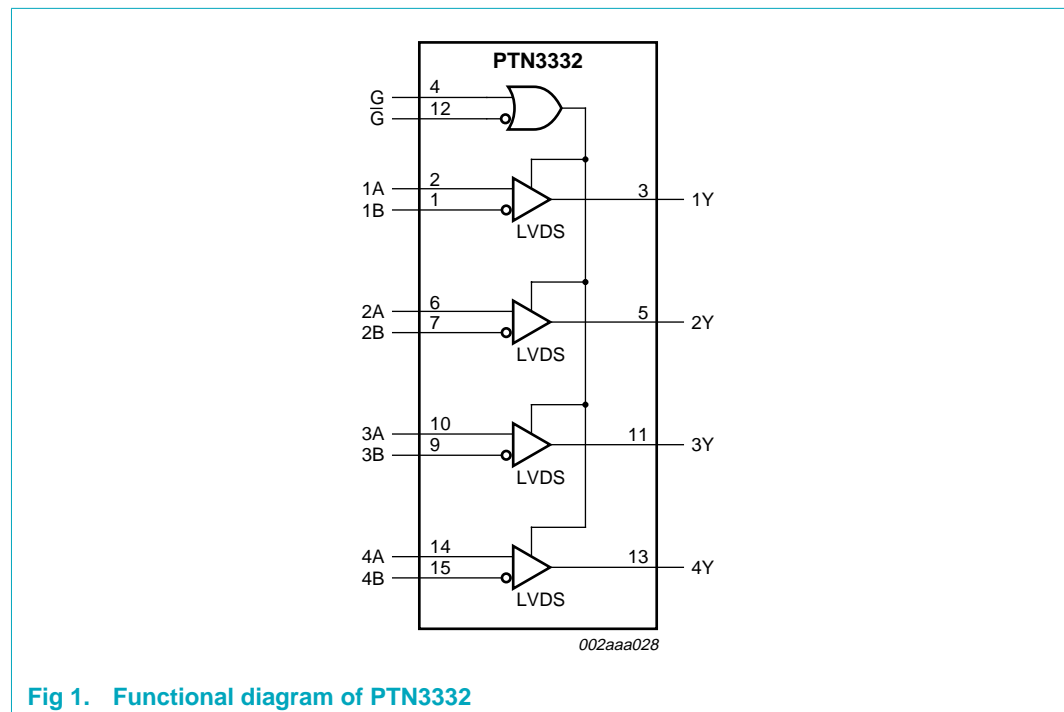 PTN3332
G 4
G̅ 12
1A 2
1B 1
3 1Y
LVDS
2A 6
2B 7
5 2Y
LVDS
3A 10
3B 9
11 3Y
LVDS
4A 14
4B 15
13 4Y
LVDS
002aaa028
Fig 1. Functional diagram of PTN3332